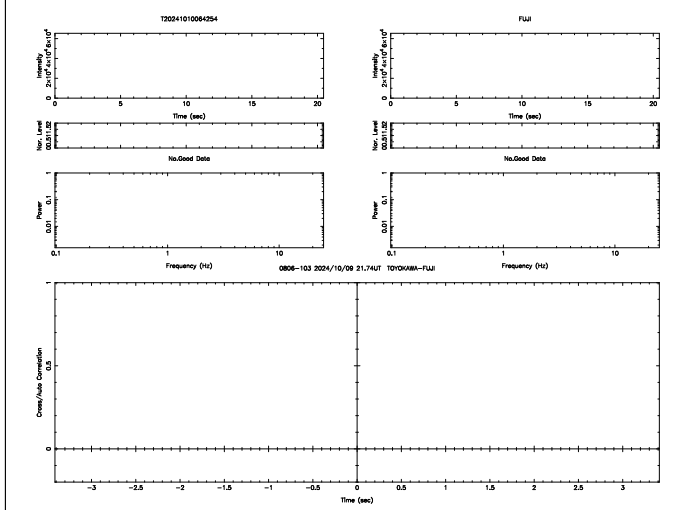 T20241010064254 FUJI
Intensity 0 2×10⁴ 4×10⁴ 6×10⁴ Intensity 0 2×10⁴ 4×10⁴ 6×10⁴
0 5 10 15 20 0 5 10 15 20
Time (sec) Time (sec)
Nor. Level 00.511.52 Nor. Level 00.511.52
No.Good Data No.Good Data
Power 0.01 0.1 1 Power 0.01 0.1 1
0.1 1 10 0.1 1 10
Frequency (Hz) Frequency (Hz)
0806-103 2024/10/09 21.74UT TOYOKAWA-FUJI
Cross/Auto Correlation 0 0.5 1
-3 -2.5 -2 -1.5 -1 -0.5 0 0.5 1 1.5 2 2.5 3
Time (sec)